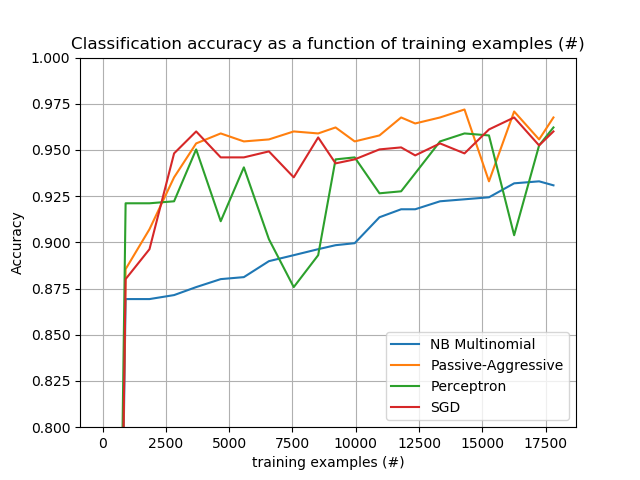 Classification accuracy as a function of training examples (#)
1.000
0.975
0.950
0.925
0.900
0.875
0.850
0.825
0.800
Accuracy
NB Multinomial
Passive-Aggressive
Perceptron
SGD
0 2500 5000 7500 10000 12500 15000 17500
training examples (#)